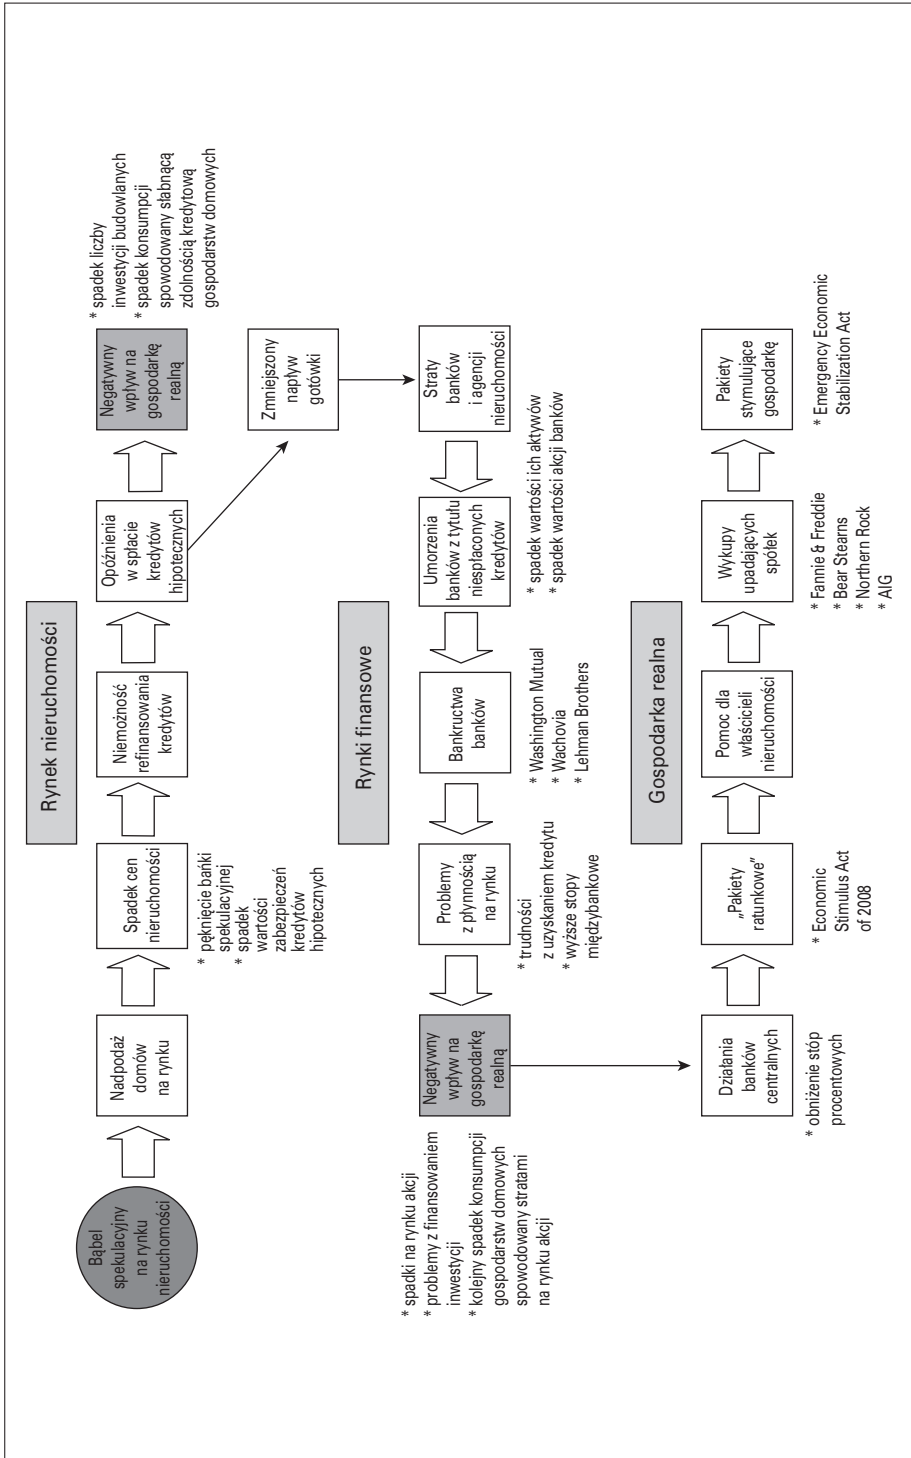 Rynek nieruchomości
Bąbel
spekulacyjny
na rynku
nieruchomości
Nadpodaż
domów
na rynku
Spadek cen
nieruchomości
* pęknięcie bańki
spekulacyjnej
* spadek
wartości
zabezpieczeń
kredytów
hipotecznych
Niemożność
refinansowania
kredytów
Opóźnienia
w spłacie
kredytów
hipotecznych
Negatywny
wpływ na
gospodarkę
realną
* spadek liczby
inwestycji budowlanych
* spadek konsumpcji
spowodowany słabnącą
zdolnością kredytową
gospodarstw domowych
Zmniejszony
napływ
gotówki
Rynki finansowe
Straty
banków
i agencji
nieruchomości
Umorzenia
banków z tytułu
niespłaconych
kredytów
* spadek wartości ich aktywów
* spadek wartości akcji banków
Bankructwa
banków
* Washington Mutual
* Wachovia
* Lehman Brothers
Problemy
z płynnością
na rynku
* trudności
z uzyskaniem kredytu
* wyższe stopy
międzybankowe
Negatywny
wpływ na
gospodarkę
realną
* spadki na rynku akcji
* problemy z finansowaniem
inwestycji
* kolejny spadek konsumpcji
gospodarstw domowych
spowodowany stratami
na rynku akcji
Gospodarka realna
Działania
banków
centralnych
* obniżenie stóp
procentowych
„Pakiety
ratunkowe”
* Economic
Stimulus Act
of 2008
Pomoc dla
właścicieli
nieruchomości
Wykupy
upadających
spółek
* Fannie & Freddie
* Bear Stearns
* Northern Rock
* AIG
Pakiety
stymulujące
gospodarkę
* Emergency Economic
Stabilization Act